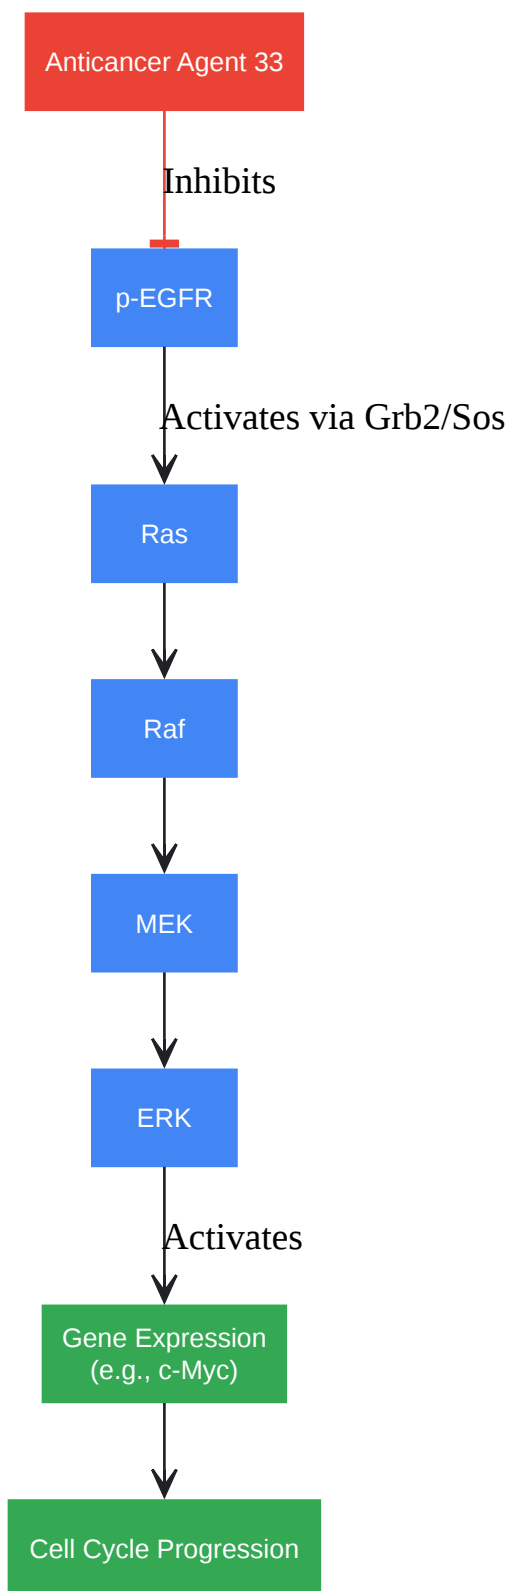 Anticancer Agent 33
Inhibits
p-EGFR
Activates via Grb2/Sos
Ras
Raf
MEK
ERK
Activates
Gene Expression
(e.g., c-Myc)
Cell Cycle Progression